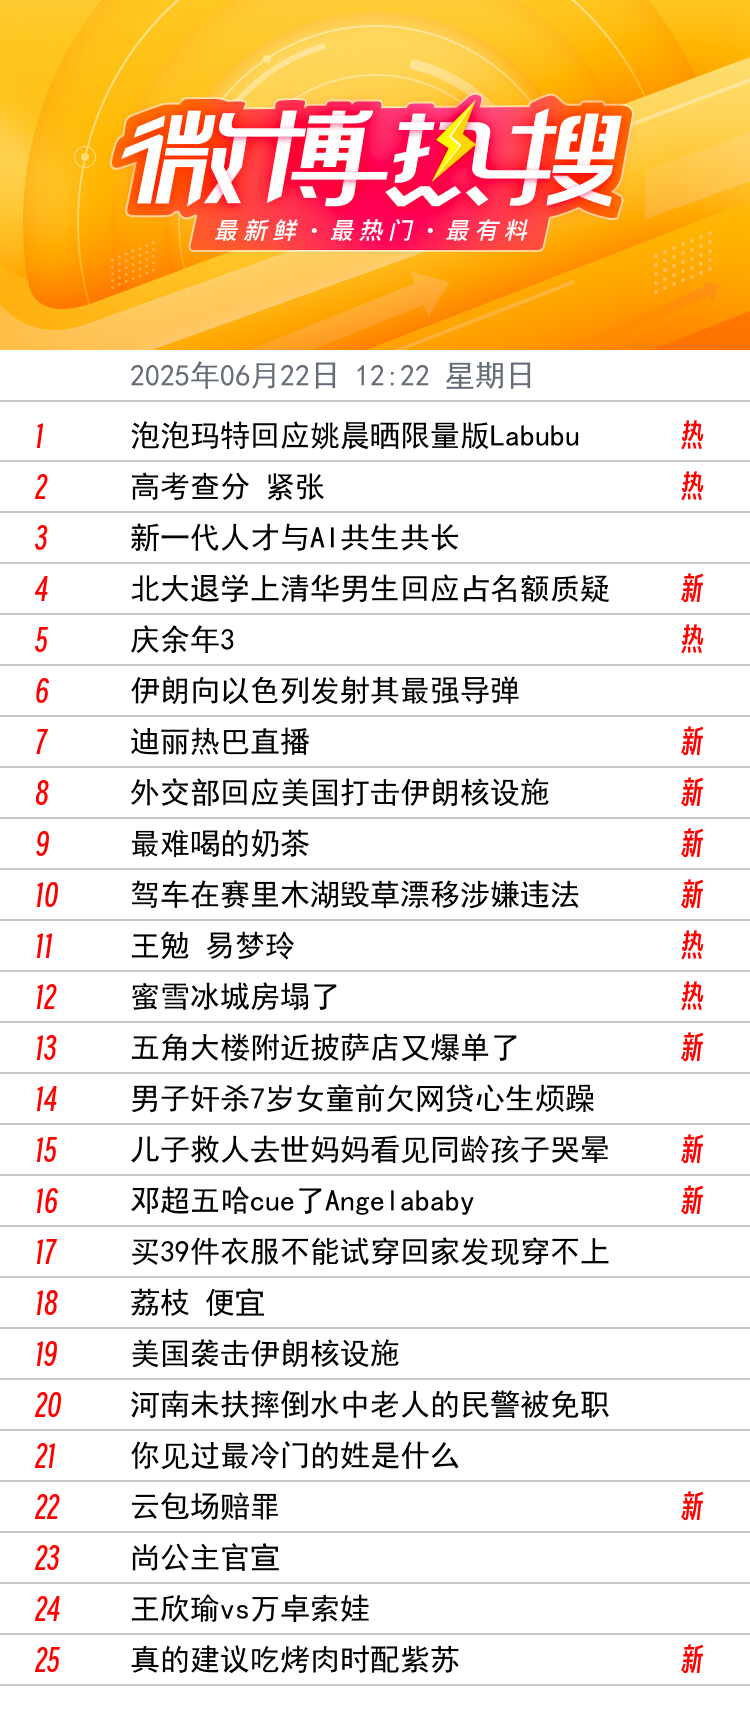 微博热搜
最新鲜·最热门·最有料
2025年06月22日 12:22 星期日
1 泡泡玛特回应姚晨晒限量版Labubu 热
2 高考查分 紧张 热
3 新一代人才与AI共生共长
4 北大退学上清华男生回应占名额质疑 新
5 庆余年3 热
6 伊朗向以色列发射其最强导弹
7 迪丽热巴直播 新
8 外交部回应美国打击伊朗核设施 新
9 最难喝的奶茶 新
10 驾车在赛里木湖毁草漂移涉嫌违法 新
11 王勉 易梦玲 热
12 蜜雪冰城房塌了 热
13 五角大楼附近披萨店又爆单了 新
14 男子奸杀7岁女童前欠网贷心生烦躁
15 儿子救人去世妈妈看见同龄孩子哭晕 新
16 邓超五哈cue了Angelababy 新
17 买39件衣服不能试穿回家发现穿不上
18 荔枝 便宜
19 美国袭击伊朗核设施
20 河南未扶摔倒水中老人的民警被免职
21 你见过最冷门的姓是什么
22 云包场赔罪 新
23 尚公主官宣
24 王欣瑜vs万卓索娃
25 真的建议吃烤肉时配紫苏 新